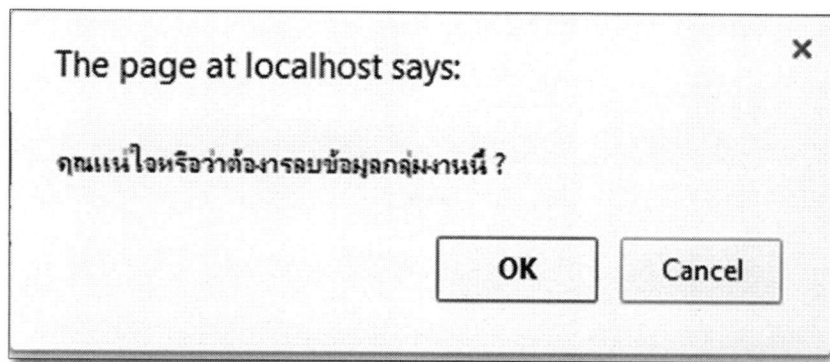 The page at localhost says:
×
คุณแน่ใจหรือว่าต้องการลบข้อมูลกลุ่มงานนี้ ?
OK
Cancel